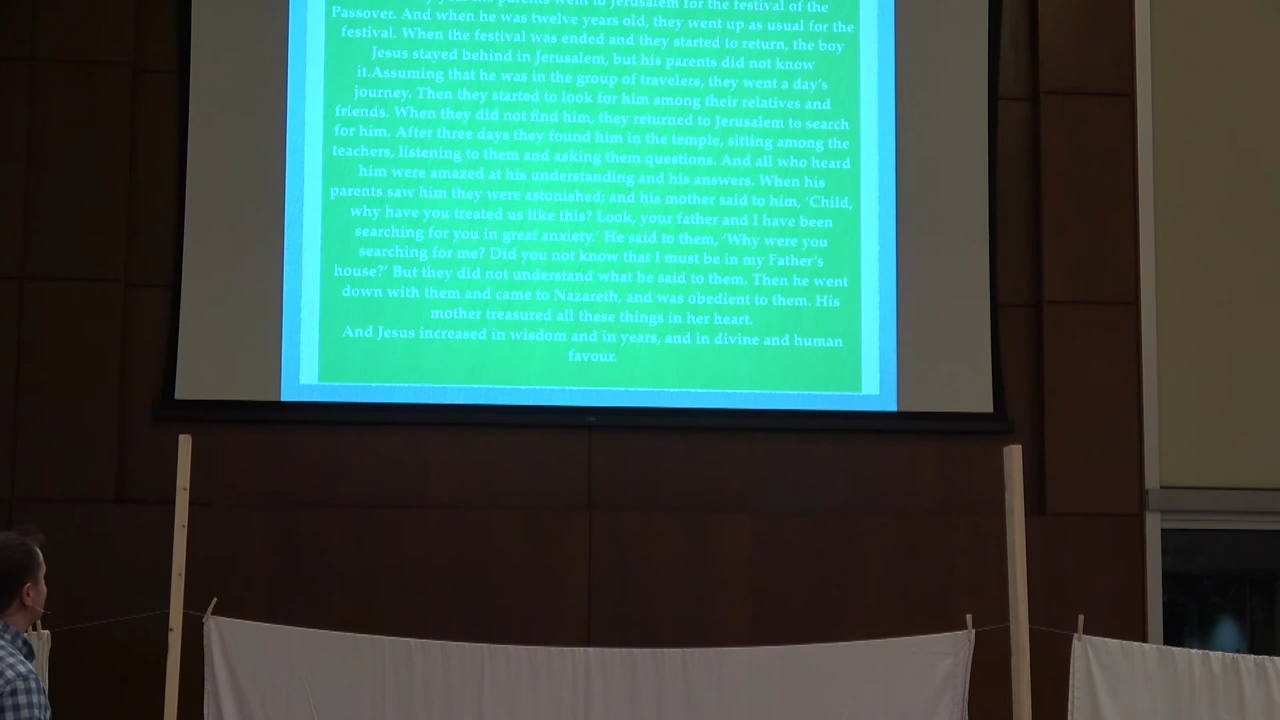 parents went to Jerusalem for the festival of the
Passover. And when he was twelve years old, they went up as usual for the
festival. When the festival was ended and they started to return, the boy
Jesus stayed behind in Jerusalem, but his parents did not know
it.Assuming that he was in the group of travelers, they went a day's
journey. Then they started to look for him among their relatives and
friends. When they did not find him, they returned to Jerusalem to search
for him. After three days they found him in the temple, sitting among the
teachers, listening to them and asking them questions. And all who heard
him were amazed at his understanding and his answers. When his
parents saw him they were astonished; and his mother said to him, 'Child,
why have you treated us like this? Look, your father and I have been
searching for you in great anxiety.' He said to them, 'Why were you
searching for me? Did you not know that I must be in my Father's
house?' But they did not understand what he said to them. Then he went
down with them and came to Nazareth, and was obedient to them. His
mother treasured all these things in her heart.
And Jesus increased in wisdom and in years, and in divine and human
favour.